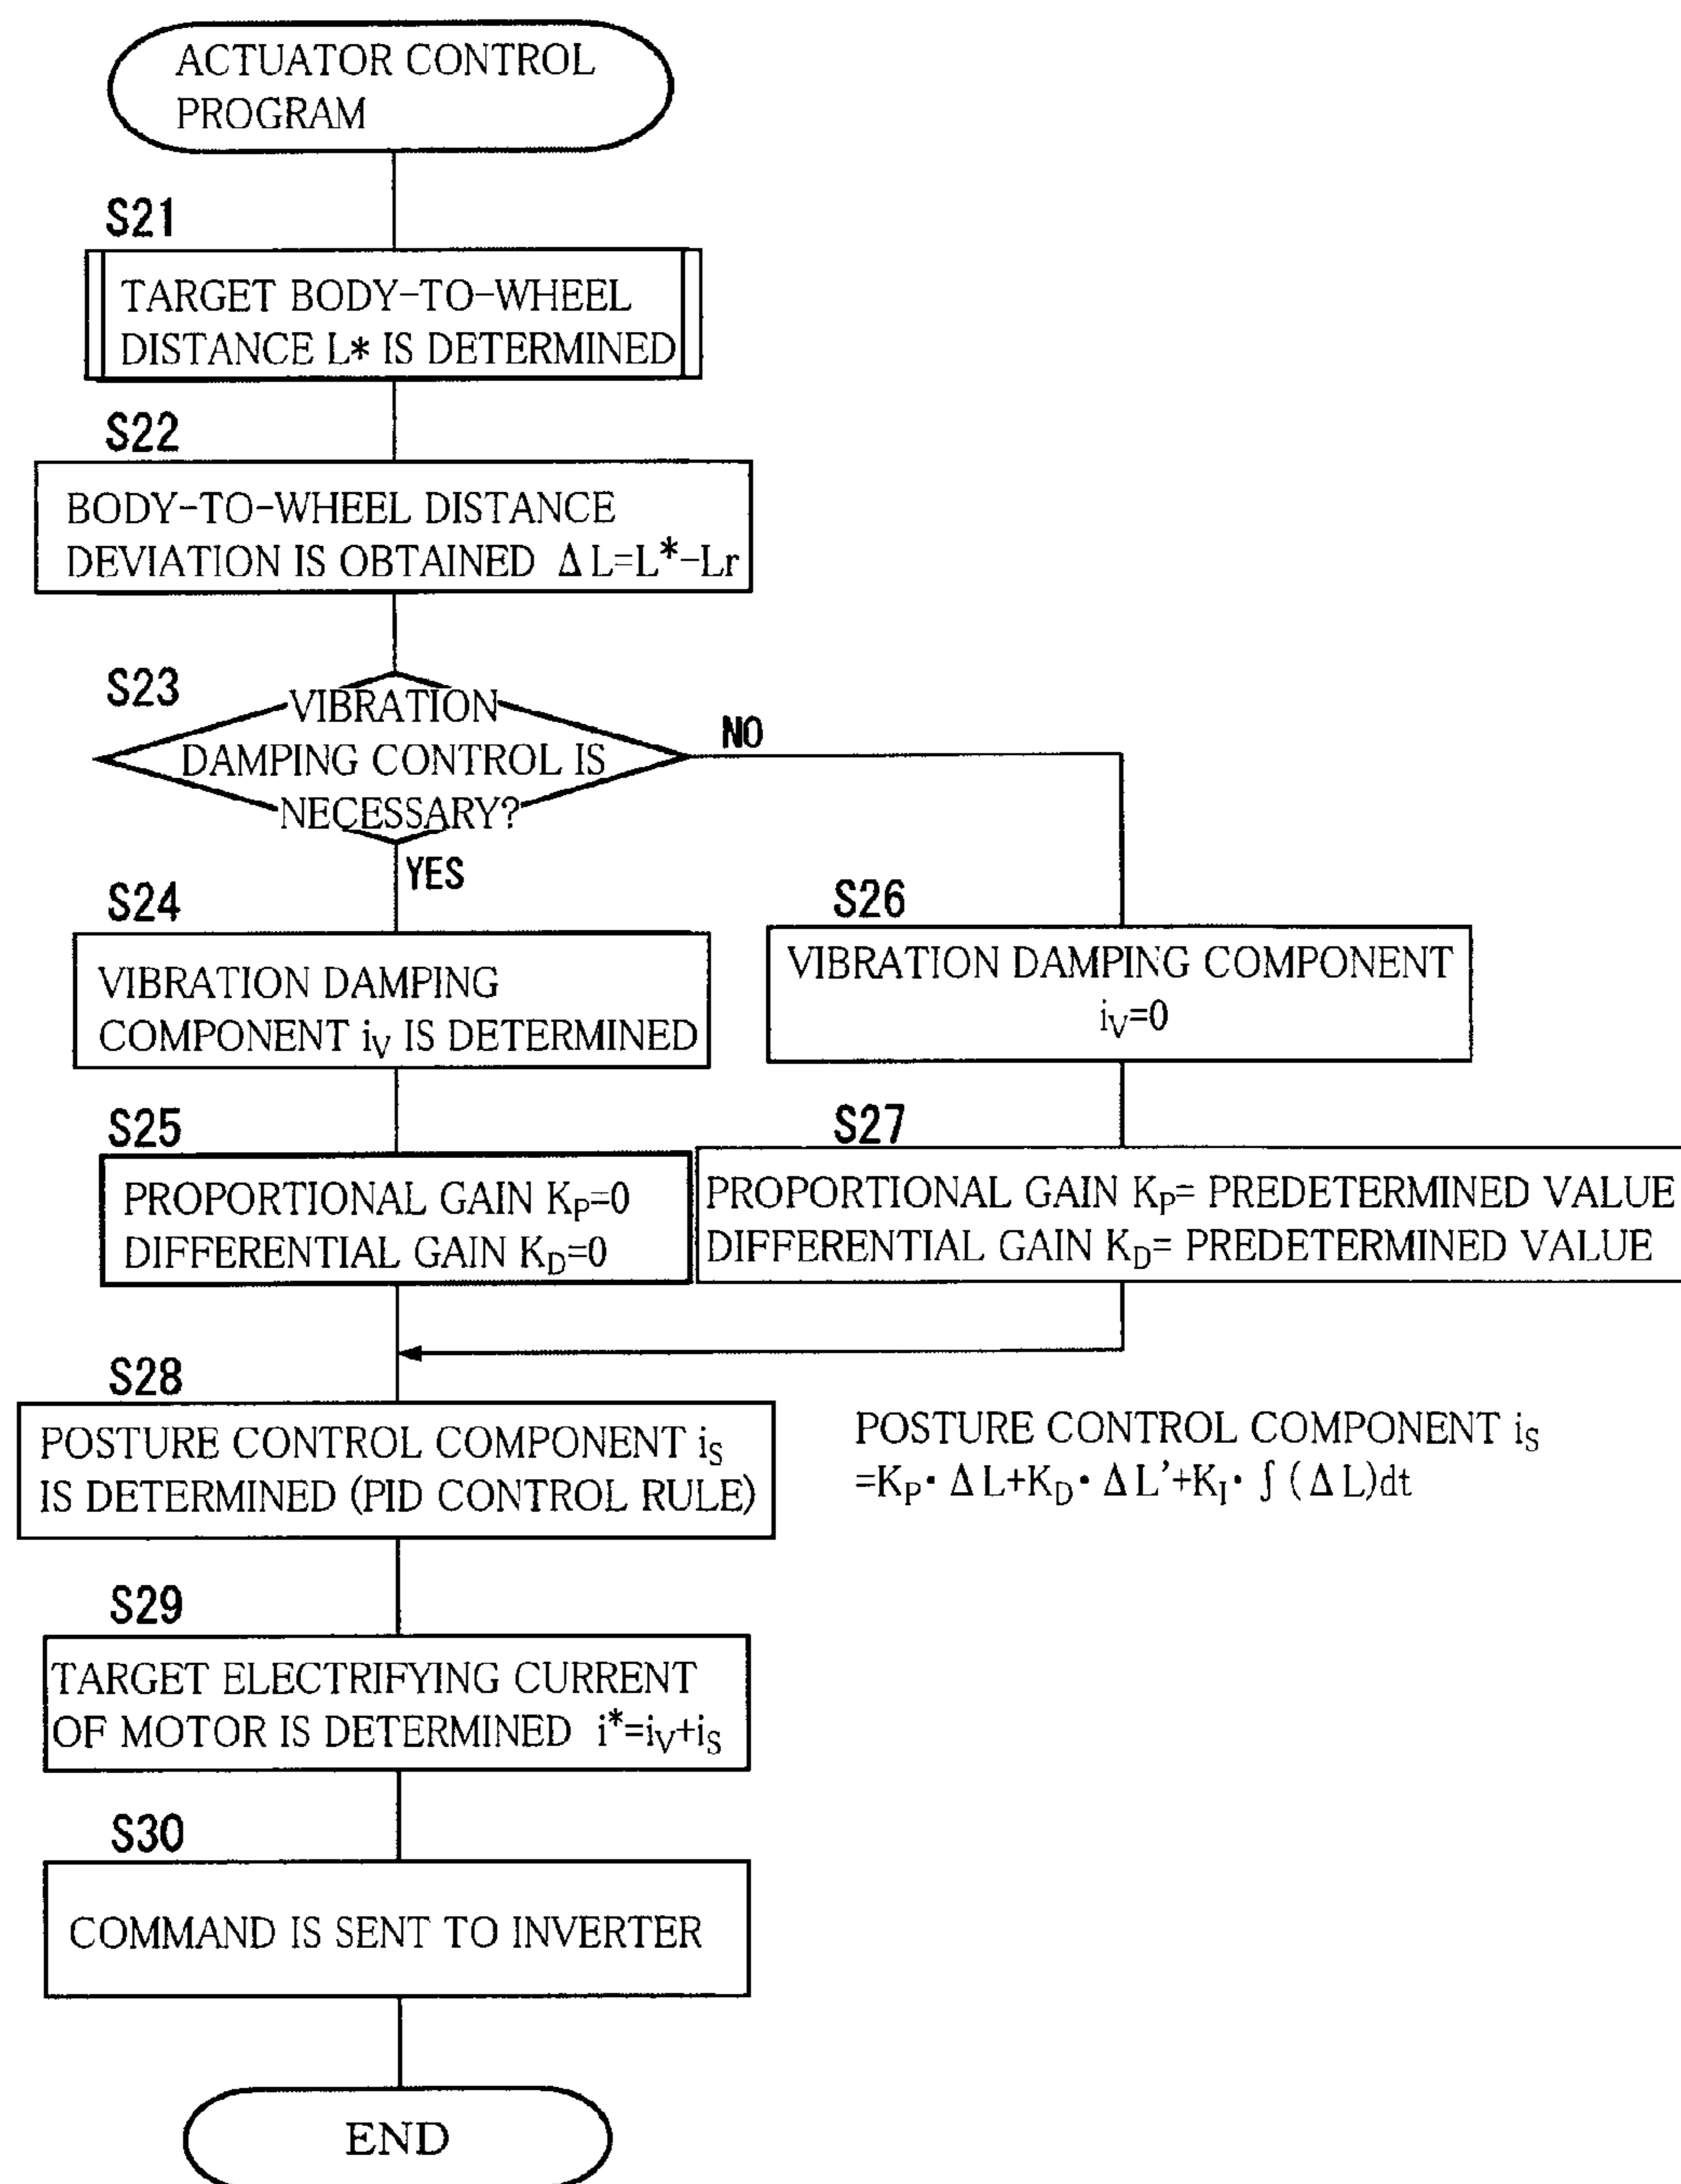 ACTUATOR CONTROL
PROGRAM
S21
TARGET BODY-TO-WHEEL
DISTANCE L* IS DETERMINED
S22
BODY-TO-WHEEL DISTANCE
DEVIATION IS OBTAINED ΔL=L*-Lr
S23
VIBRATION
DAMPING CONTROL IS
NECESSARY?
NO
YES
S24
VIBRATION DAMPING
COMPONENT iV IS DETERMINED
S26
VIBRATION DAMPING COMPONENT
iV=0
S25
PROPORTIONAL GAIN KP=0
DIFFERENTIAL GAIN KD=0
S27
PROPORTIONAL GAIN KP= PREDETERMINED VALUE
DIFFERENTIAL GAIN KD= PREDETERMINED VALUE
S28
POSTURE CONTROL COMPONENT iS
IS DETERMINED (PID CONTROL RULE)
POSTURE CONTROL COMPONENT iS
=KP・ΔL+KD・ΔL’+KI・∫(ΔL)dt
S29
TARGET ELECTRIFYING CURRENT
OF MOTOR IS DETERMINED i*=iV+iS
S30
COMMAND IS SENT TO INVERTER
END